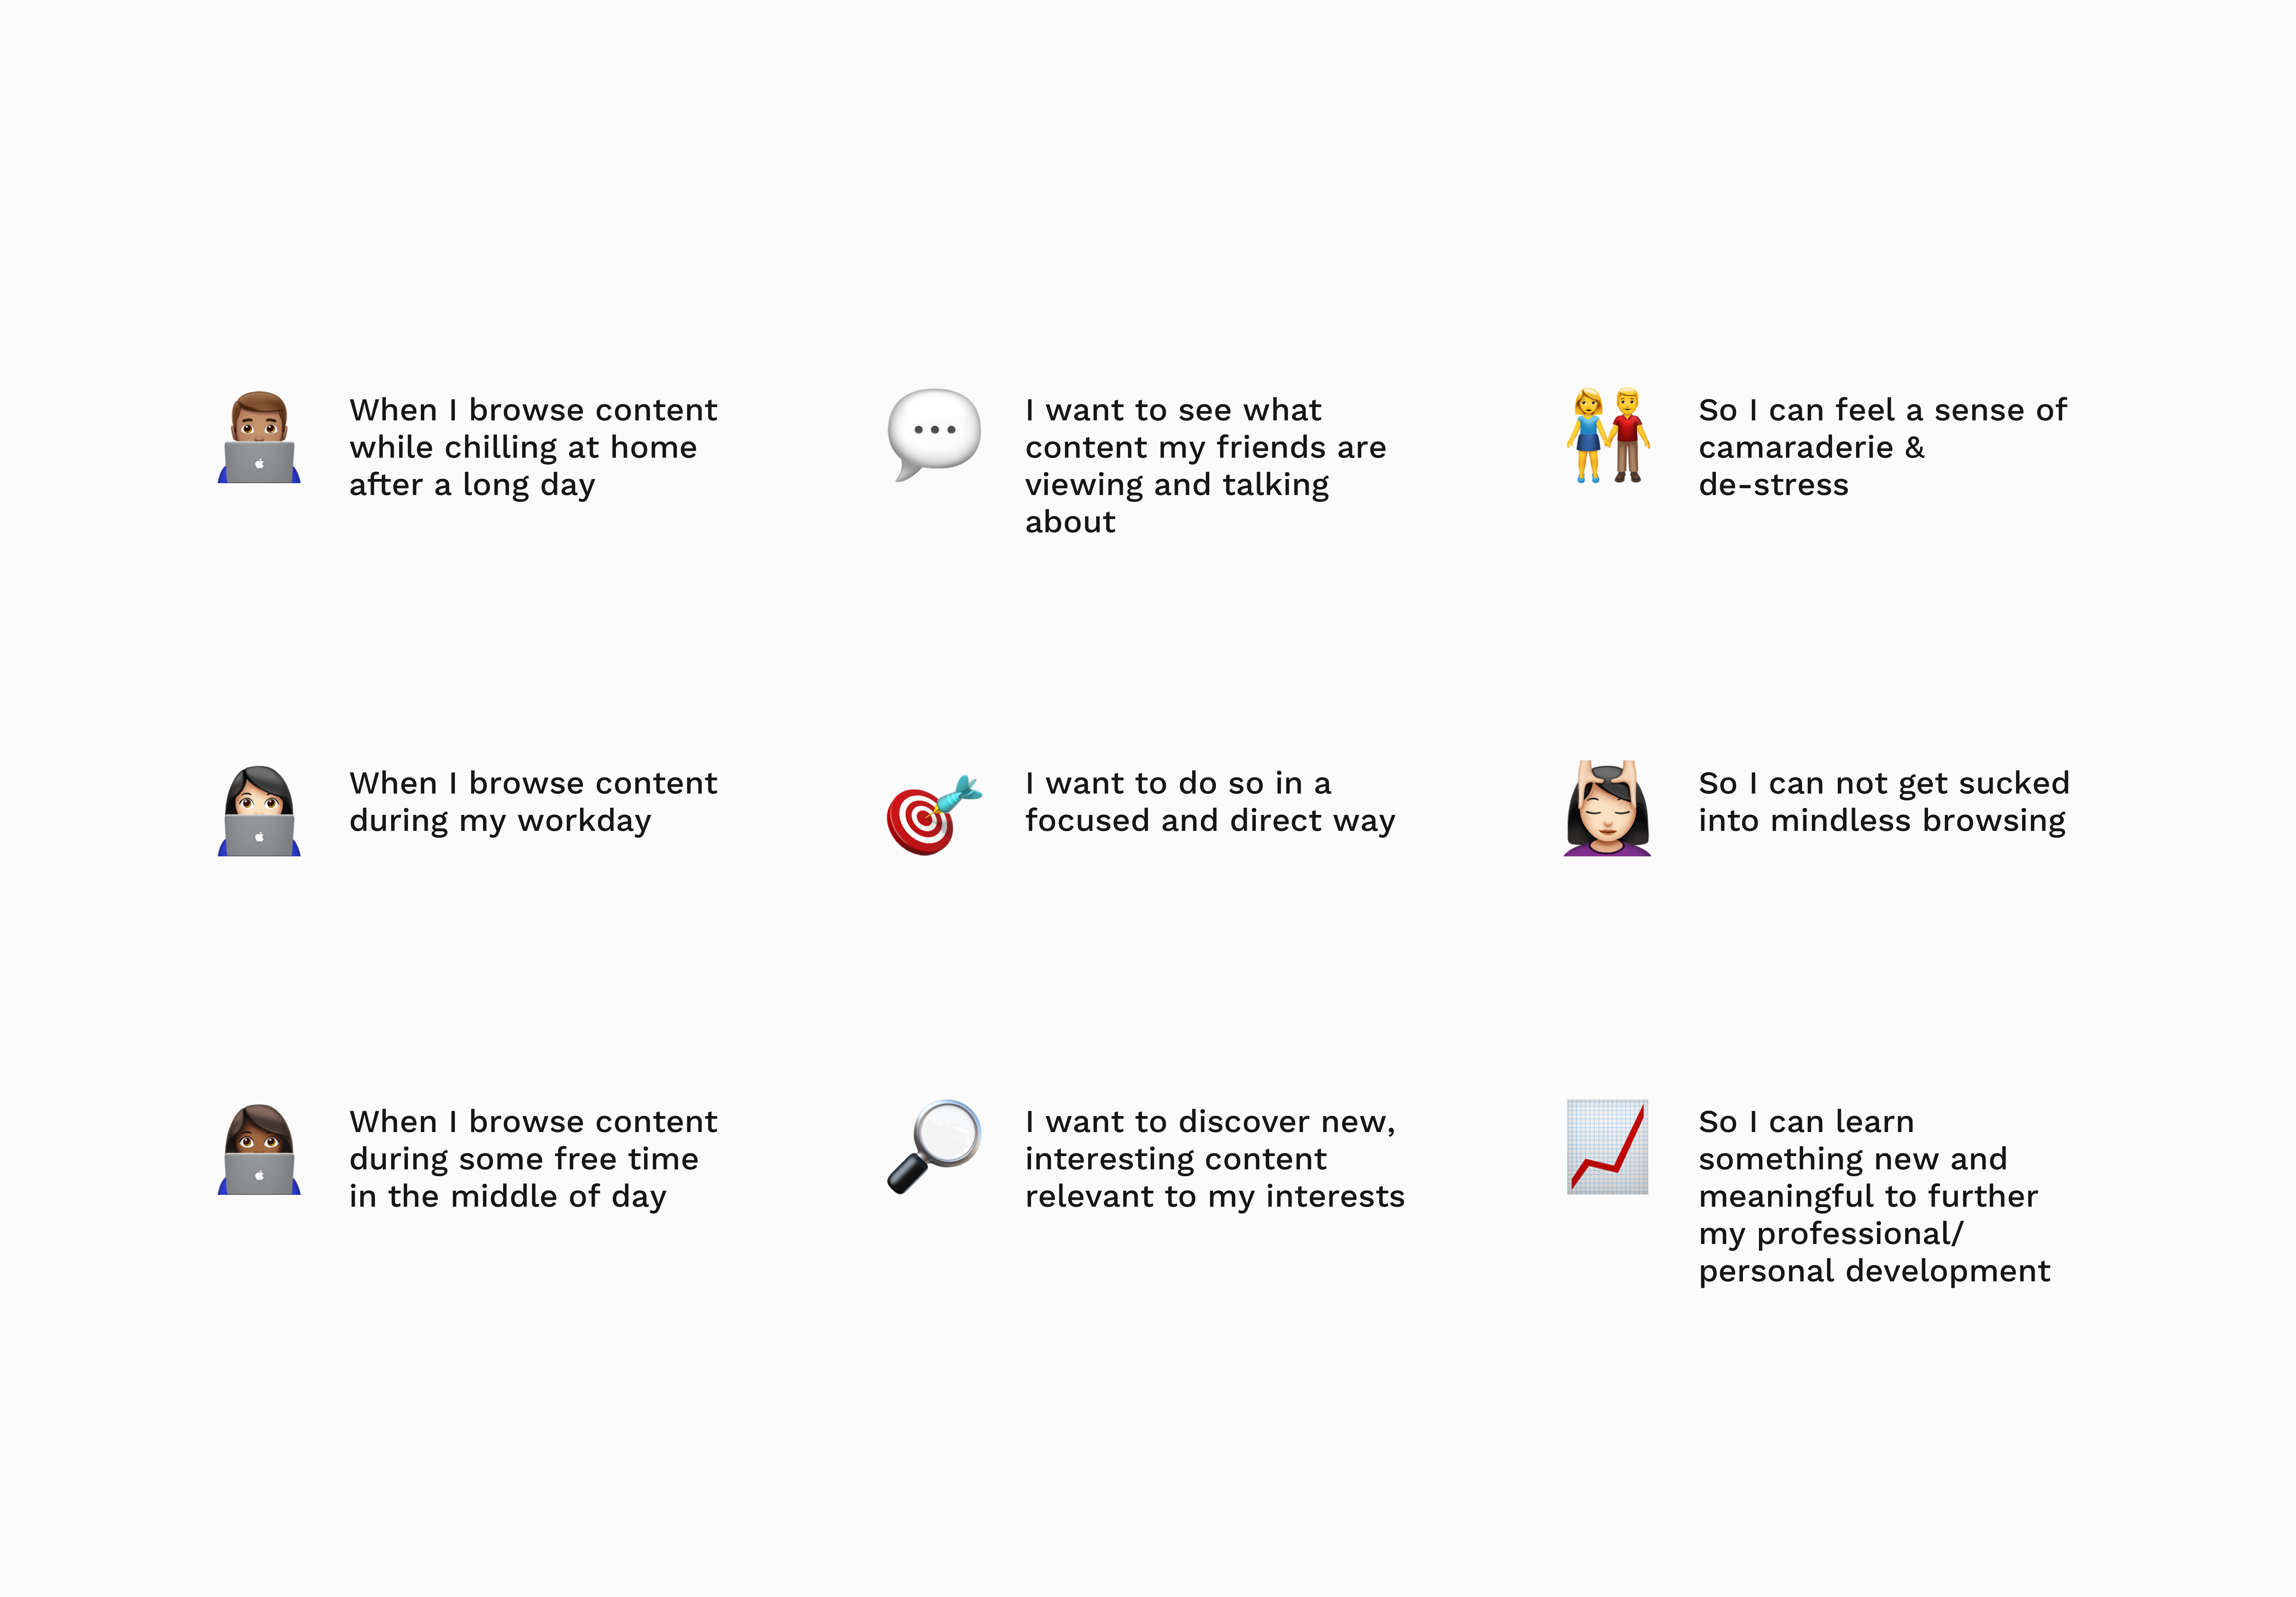 When I browse content
while chilling at home
after a long day
I want to see what
content my friends are
viewing and talking
about
So I can feel a sense of
camaraderie &
de-stress
When I browse content
during my workday
I want to do so in a
focused and direct way
So I can not get sucked
into mindless browsing
When I browse content
during some free time
in the middle of day
I want to discover new,
interesting content
relevant to my interests
So I can learn
something new and
meaningful to further
my professional/
personal development